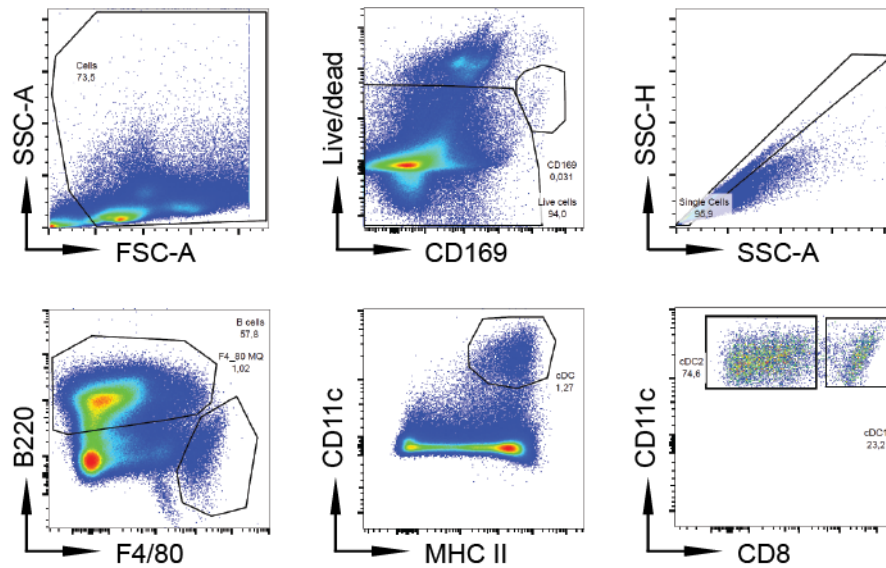 SSC-A
Cells
73,5
FSC-A
Live/dead
CD169
0,031
Live cells
94,0
CD169
SSC-H
Single Cells
95,9
SSC-A
B220
B cells
57,8
F4_80 MQ
1,02
F4/80
CD11c
cDC
1,27
MHC II
CD11c
cDC2
74,6
cDC1
23,2
CD8